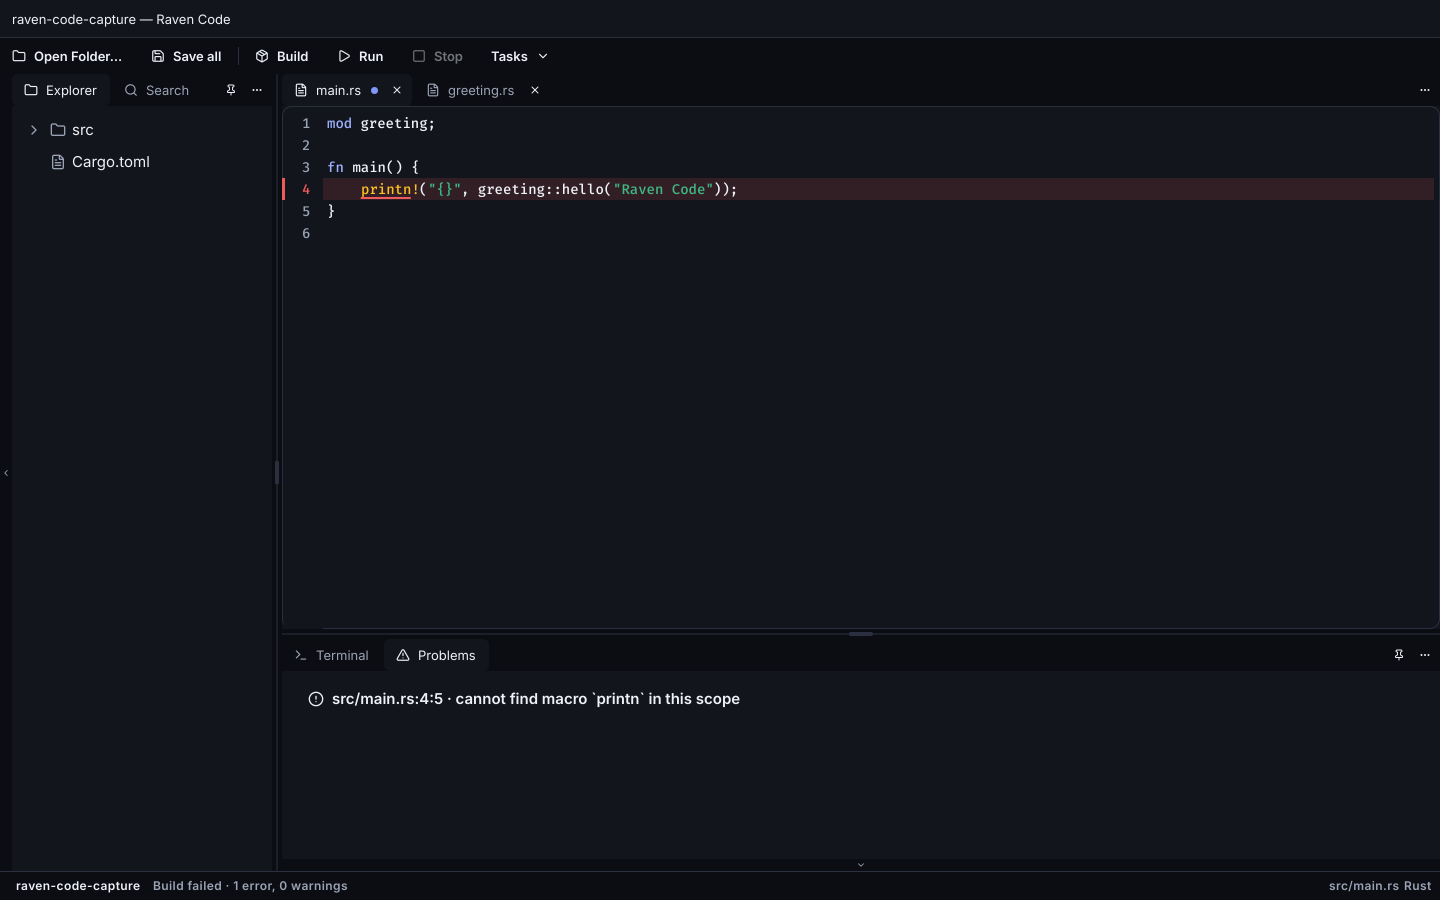 raven-code-capture — Raven Code
Open Folder... Save all Build Run Stop Tasks
Explorer Search
main.rs greeting.rs
src
Cargo.toml
1 mod greeting;
2
3 fn main() {
4     printn!("{}", greeting::hello("Raven Code"));
5 }
6
Terminal Problems
src/main.rs:4:5 · cannot find macro `printn` in this scope
raven-code-capture Build failed · 1 error, 0 warnings src/main.rs Rust